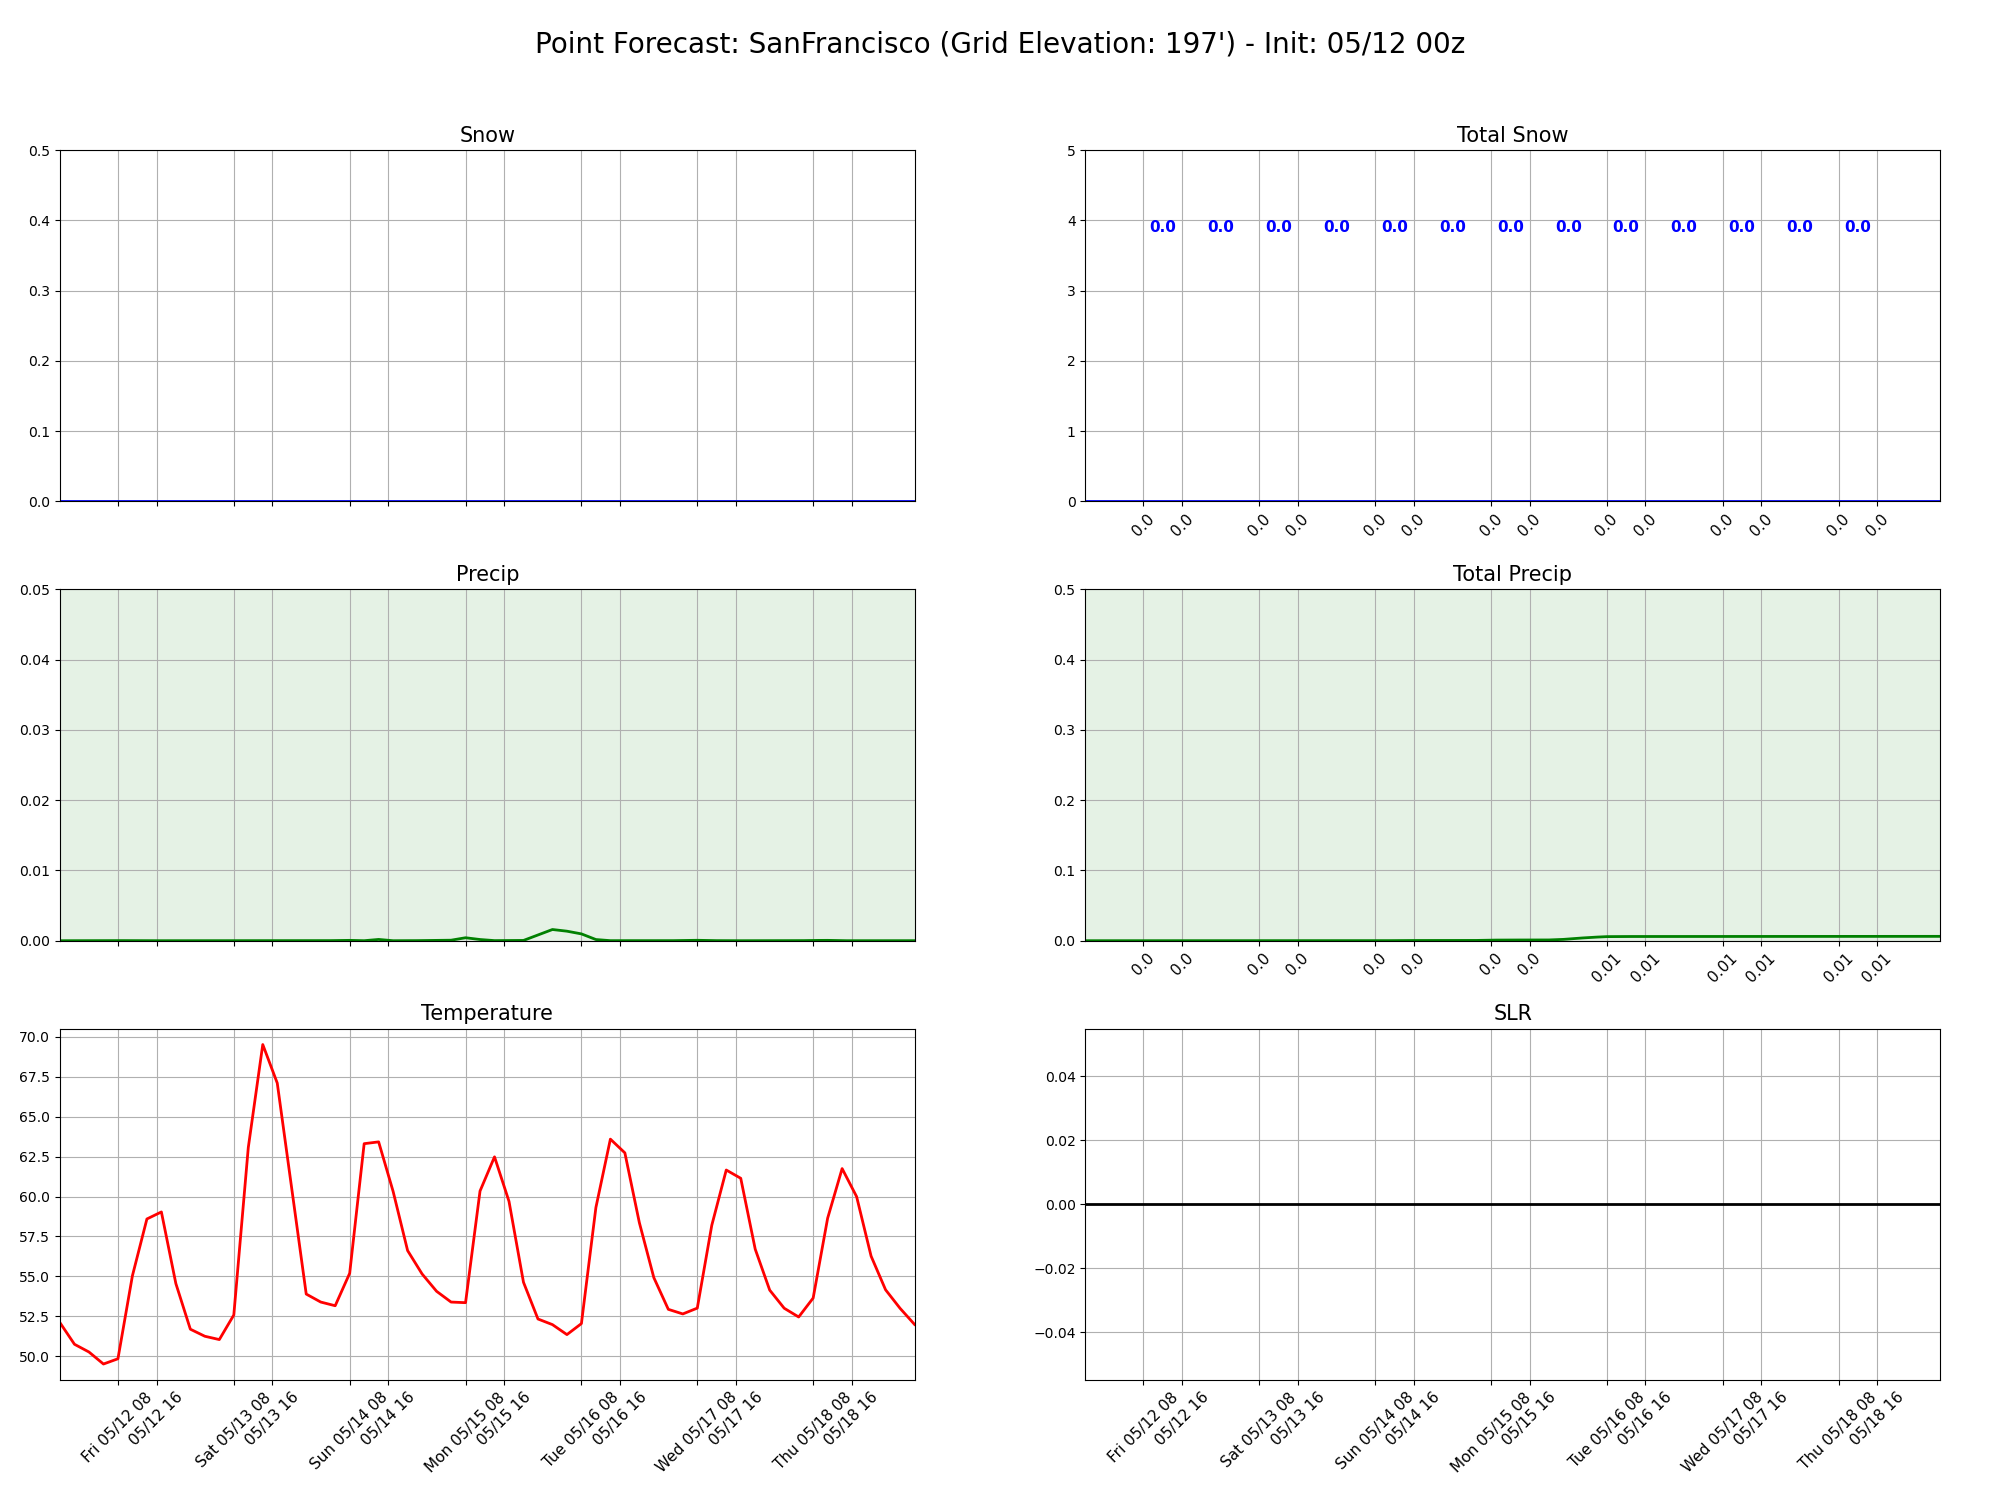 Point Forecast: SanFrancisco (Grid Elevation: 197') - Init: 05/12 00z
Snow
0.5
0.4
0.3
0.2
0.1
0.0
Total Snow
5
4
3
2
1
0
0.0 0.0 0.0 0.0 0.0 0.0 0.0 0.0 0.0 0.0 0.0 0.0 0.0
0.0 0.0 0.0 0.0 0.0 0.0 0.0 0.0 0.0 0.0 0.0 0.0 0.0 0.0
Precip
0.05
0.04
0.03
0.02
0.01
0.00
Total Precip
0.5
0.4
0.3
0.2
0.1
0.0
0.0 0.0 0.0 0.0 0.0 0.0 0.0 0.0 0.01 0.01 0.01 0.01 0.01 0.01
Temperature
70.0
67.5
65.0
62.5
60.0
57.5
55.0
52.5
50.0
Fri 05/12 08
05/12 16
Sat 05/13 08
05/13 16
Sun 05/14 08
05/14 16
Mon 05/15 08
05/15 16
Tue 05/16 08
05/16 16
Wed 05/17 08
05/17 16
Thu 05/18 08
05/18 16
SLR
0.04
0.02
0.00
−0.02
−0.04
Fri 05/12 08
05/12 16
Sat 05/13 08
05/13 16
Sun 05/14 08
05/14 16
Mon 05/15 08
05/15 16
Tue 05/16 08
05/16 16
Wed 05/17 08
05/17 16
Thu 05/18 08
05/18 16